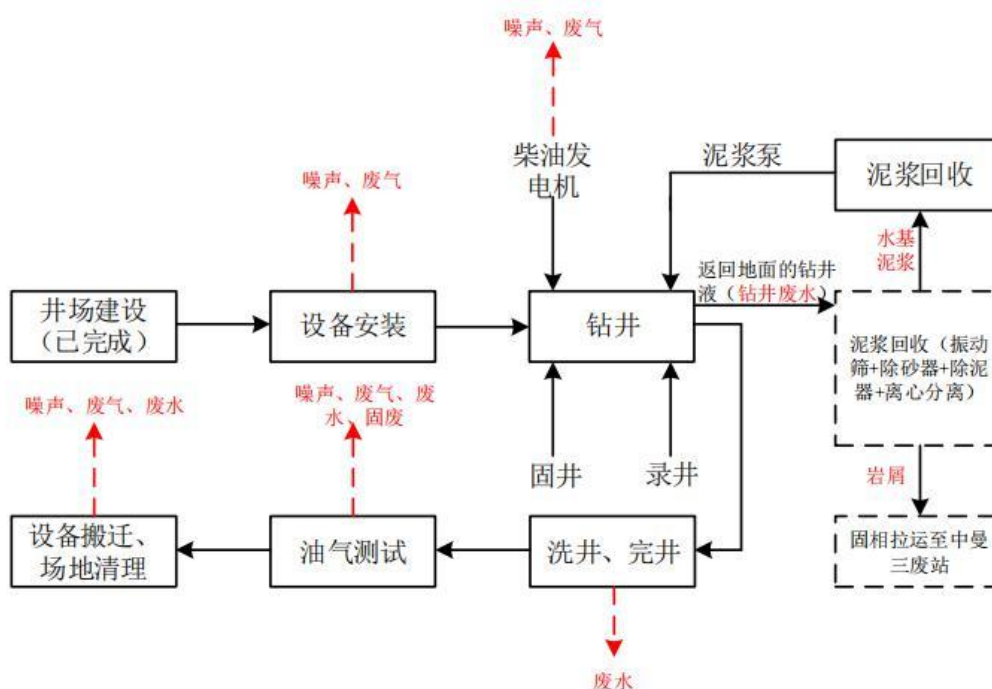 噪声、废气
柴油发
电机
泥浆泵
泥浆回收
噪声、废气
水基
泥浆
返回地面的钻井
液（钻井废水）
井场建设
（已完成）
设备安装
钻井
泥浆回收（振动
筛+除砂器+除泥
器+离心分离）
噪声、废气、废水
噪声、废气、废
水、固废
固井
录井
岩屑
设备搬迁、
场地清理
油气测试
洗井、完井
固相拉运至中曼
三废站
废水